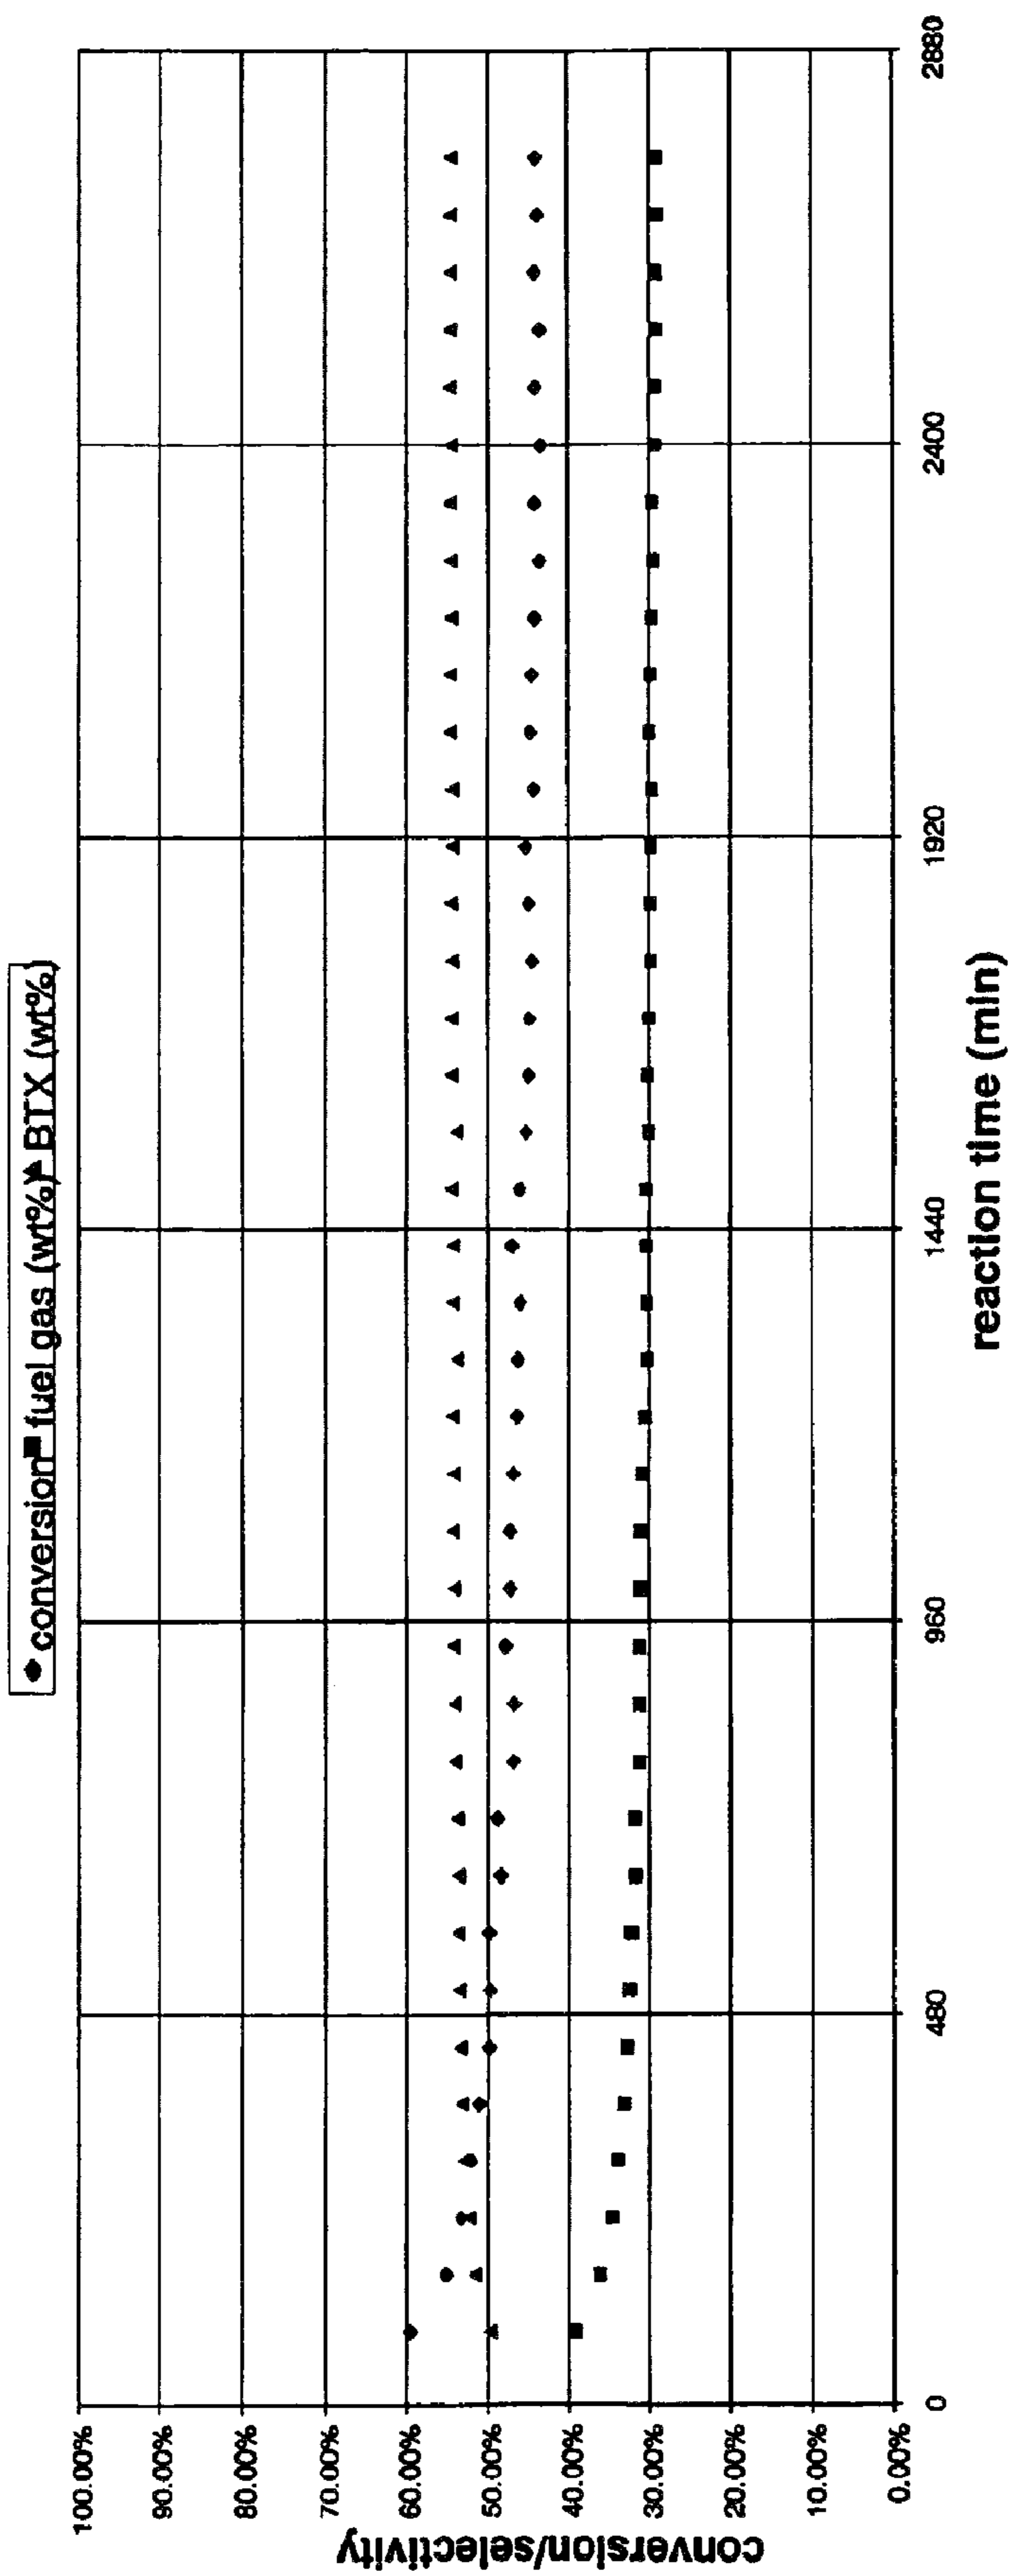 conversion fuel gas (wt%) BTX (wt%)
100.00%
90.00%
80.00%
70.00%
60.00%
50.00%
40.00%
30.00%
20.00%
10.00%
0.00%
conversion/selectivity
0 480 960 1440 1920 2400 2880
reaction time (min)